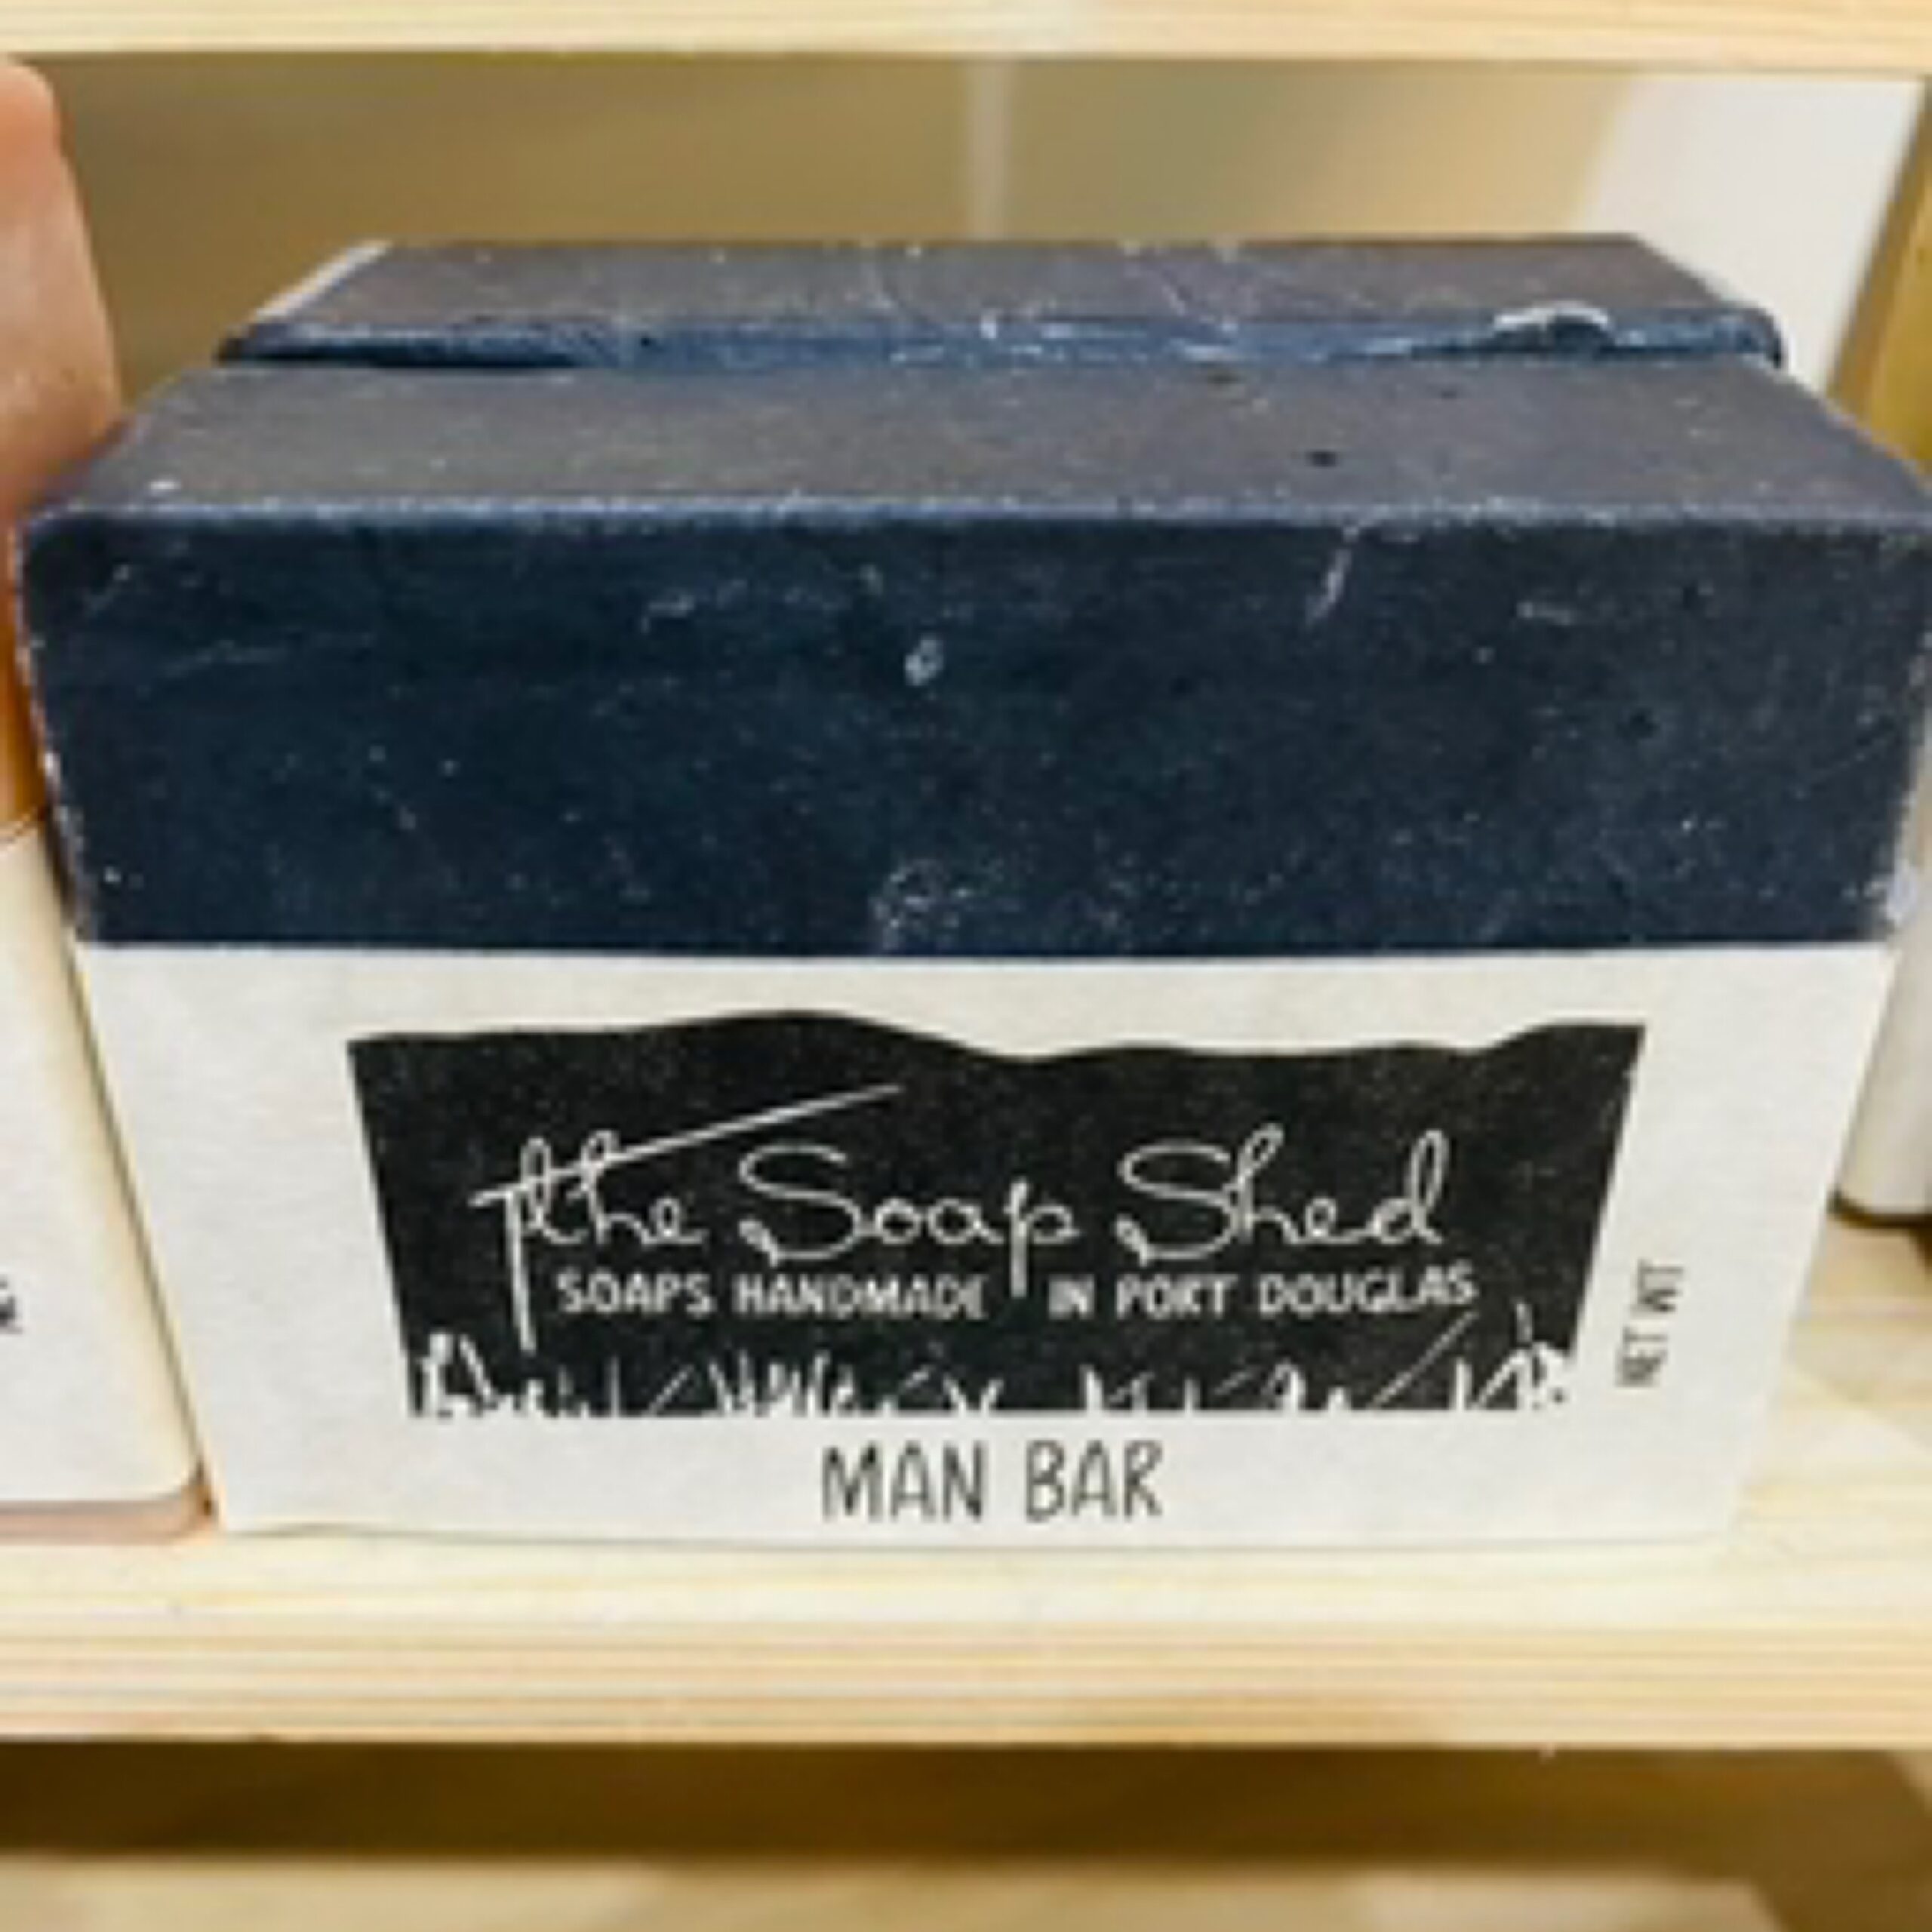 the Soap Shed
SOAPS HANDMADE IN PORT DOUGLAS
NET WT
MAN BAR